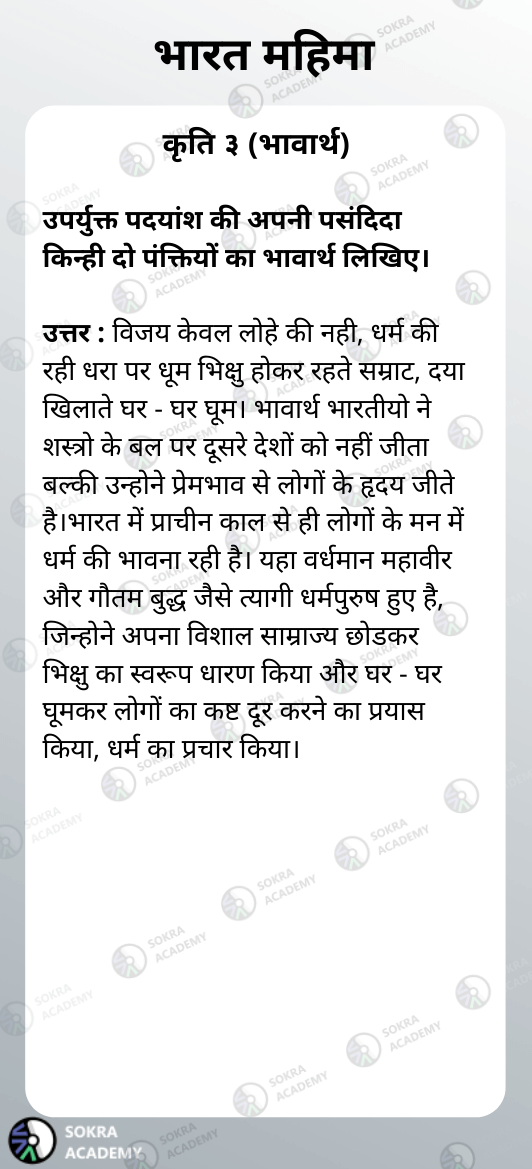 भारत महिमा
कृति ३ (भावार्थ)
उपर्युक्त पदयांश की अपनी पसंदिदा
किन्ही दो पंक्तियों का भावार्थ लिखिए।
उत्तर : विजय केवल लोहे की नही, धर्म की
रही धरा पर धूम भिक्षु होकर रहते सम्राट, दया
खिलाते घर - घर घूम। भावार्थ भारतीयो ने
शस्त्रो के बल पर दूसरे देशों को नहीं जीता
बल्की उन्होने प्रेमभाव से लोगों के हृदय जीते
है।भारत में प्राचीन काल से ही लोगों के मन में
धर्म की भावना रही है। यहा वर्धमान महावीर
और गौतम बुद्ध जैसे त्यागी धर्मपुरुष हुए है,
जिन्होने अपना विशाल साम्राज्य छोडकर
भिक्षु का स्वरूप धारण किया और घर - घर
घूमकर लोगों का कष्ट दूर करने का प्रयास
किया, धर्म का प्रचार किया।
SOKRA
ACADEMY